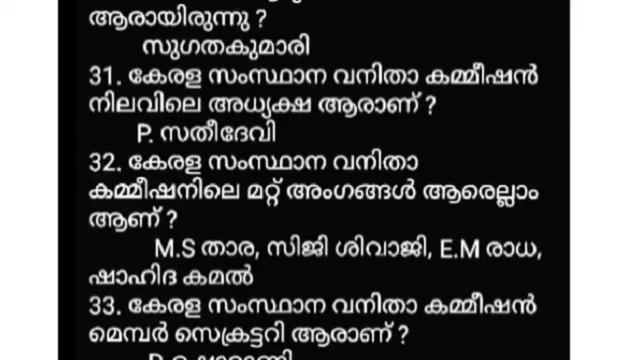 ആരായിരുന്നു ?
സുഗതകുമാരി
31. കേരള സംസ്ഥാന വനിതാ കമ്മീഷൻ
നിലവിലെ അധ്യക്ഷ ആരാണ് ?
P. സതീദേവി
32. കേരള സംസ്ഥാന വനിതാ
കമ്മീഷനിലെ മറ്റ് അംഗങ്ങൾ ആരെല്ലാം
ആണ് ?
M.S താര, സിജി ശിവാജി, E.M രാധ,
ഷാഹിദ കമൽ
33. കേരള സംസ്ഥാന വനിതാ കമ്മീഷൻ
മെമ്പർ സെക്രട്ടറി ആരാണ് ?